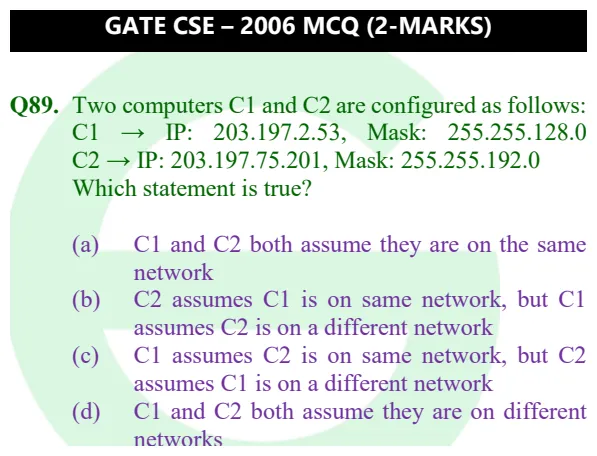 GATE CSE – 2006 MCQ (2-MARKS)
Q89. Two computers C1 and C2 are configured as follows:
C1 → IP: 203.197.2.53, Mask: 255.255.128.0
C2 → IP: 203.197.75.201, Mask: 255.255.192.0
Which statement is true?
(a) C1 and C2 both assume they are on the same
network
(b) C2 assumes C1 is on same network, but C1
assumes C2 is on a different network
(c) C1 assumes C2 is on same network, but C2
assumes C1 is on a different network
(d) C1 and C2 both assume they are on different
networks